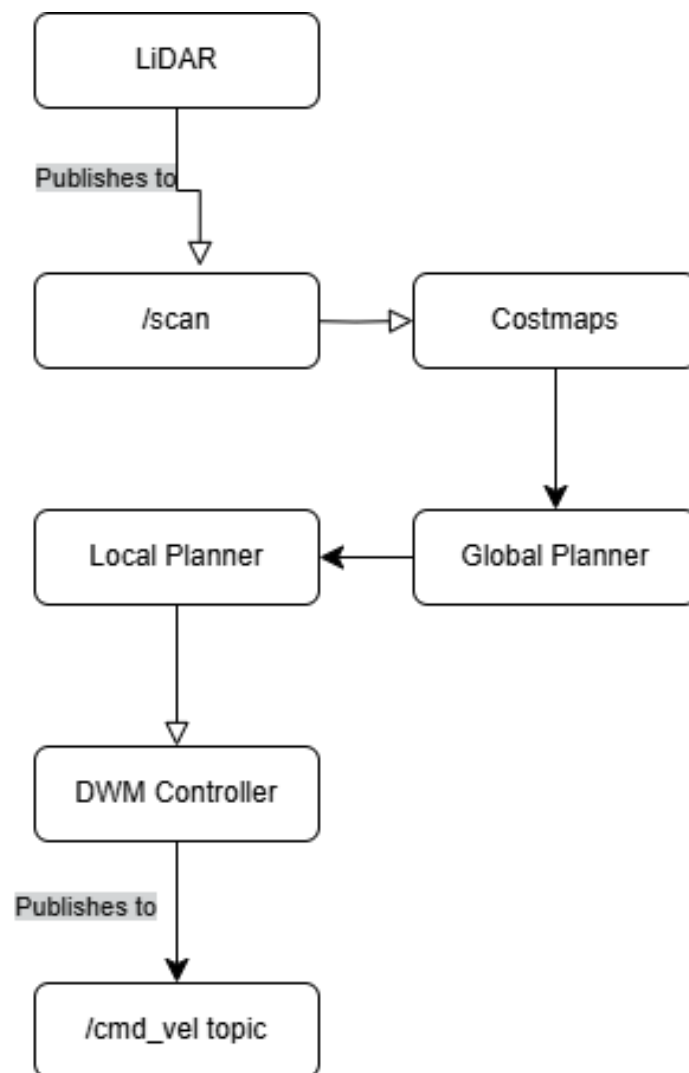 LiDAR
Publishes to
/scan
Costmaps
Local Planner
Global Planner
DWM Controller
Publishes to
/cmd_vel topic